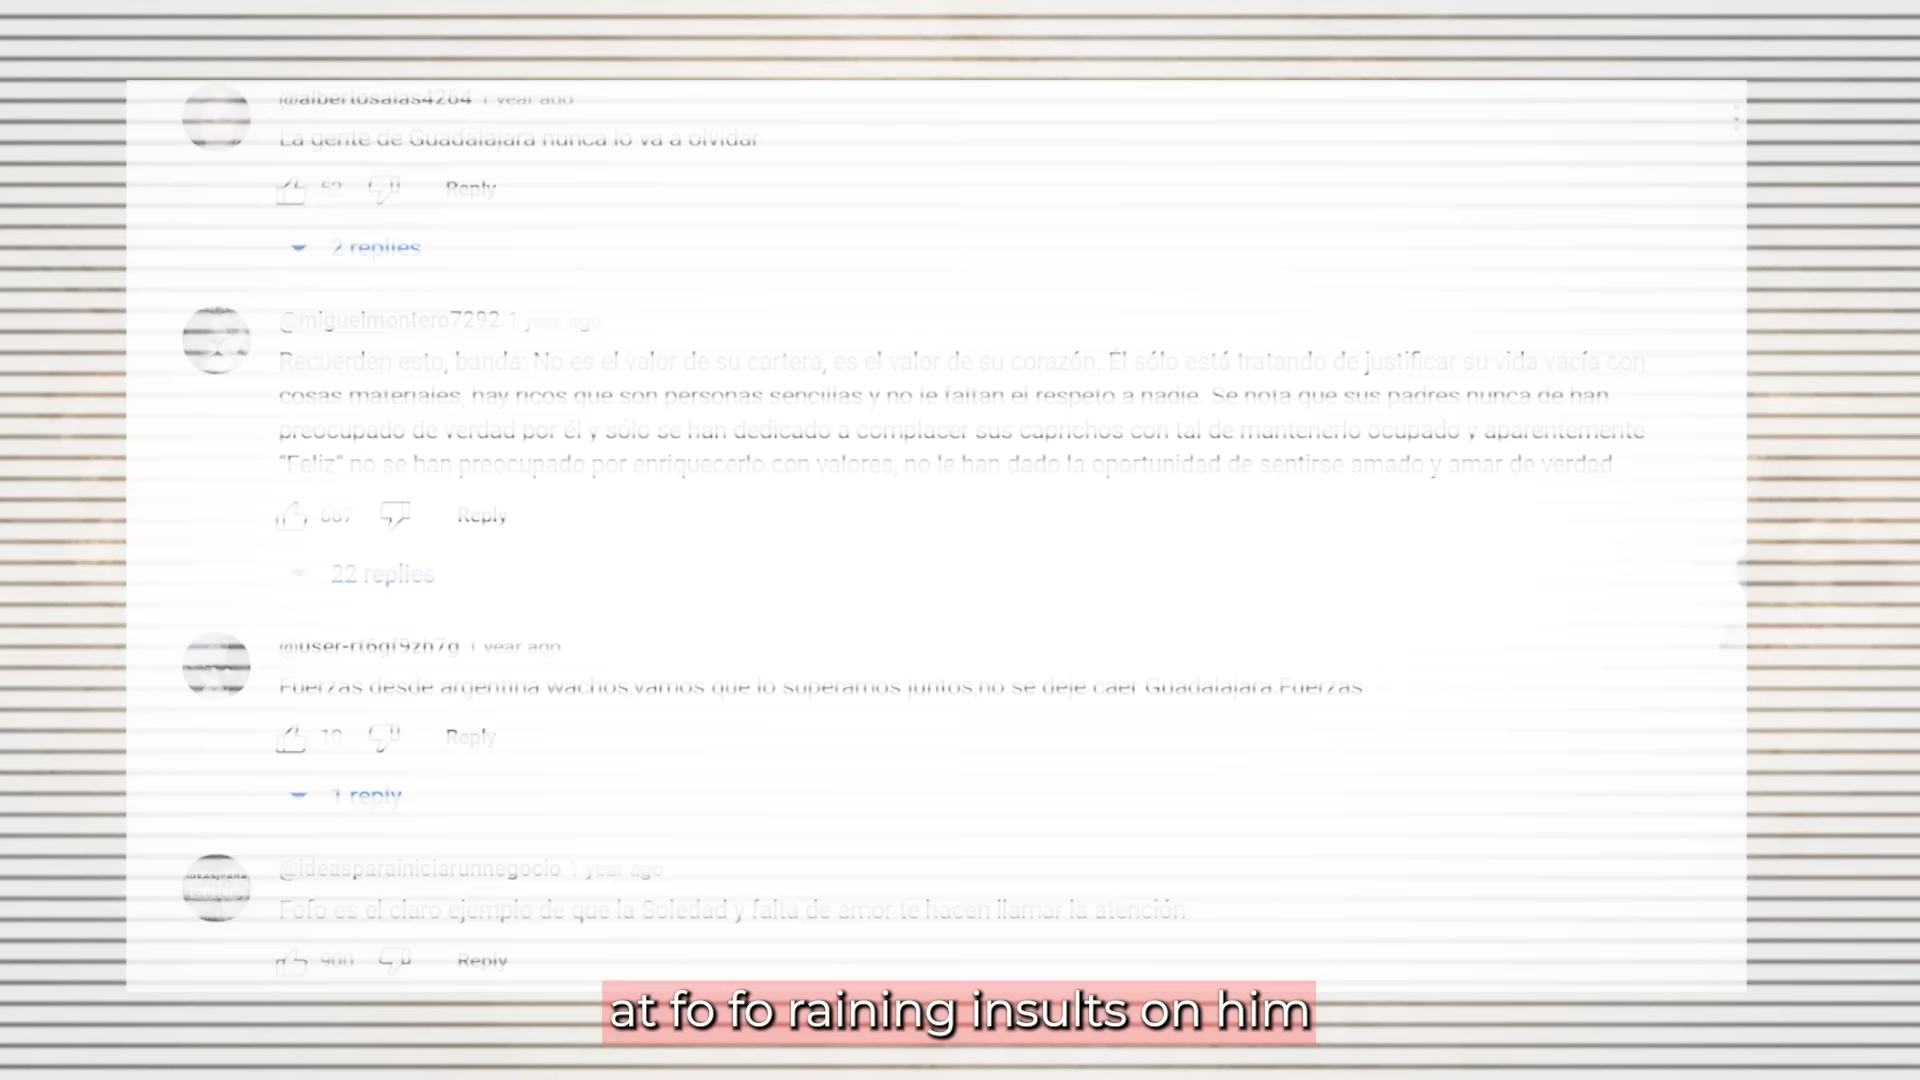 @albertosalas4264 1 year ago
La gente de Guadalajara nunca lo va a olvidar
52 Reply
2 replies
@miguelmontero7292 1 year ago
Recuerden esto, banda: No es el valor de su cartera, es el valor de su corazón. Él sólo está tratando de justificar su vida vacía con
cosas materiales, hay ricos que son personas sencillas y no le faltan el respeto a nadie. Se nota que sus padres nunca de han
preocupado de verdad por él y sólo se han dedicado a complacer sus caprichos con tal de mantenerlo ocupado y aparentemente
"Feliz" no se han preocupado por enriquecerlo con valores, no le han dado la oportunidad de sentirse amado y amar de verdad
687 Reply
22 replies
@user-rt6gf9zh7g 1 year ago
Fuerzas desde argentina wachos,vamos que lo superamos juntos,no se deje caer Guadalajara.Fuerzas
10 Reply
1 reply
@ideasparainiciarunnegocio 1 year ago
Fofo es el claro ejemplo de que la Soledad y falta de amor te hacen llamar la atención
900 Reply
at fo fo raining insults on him